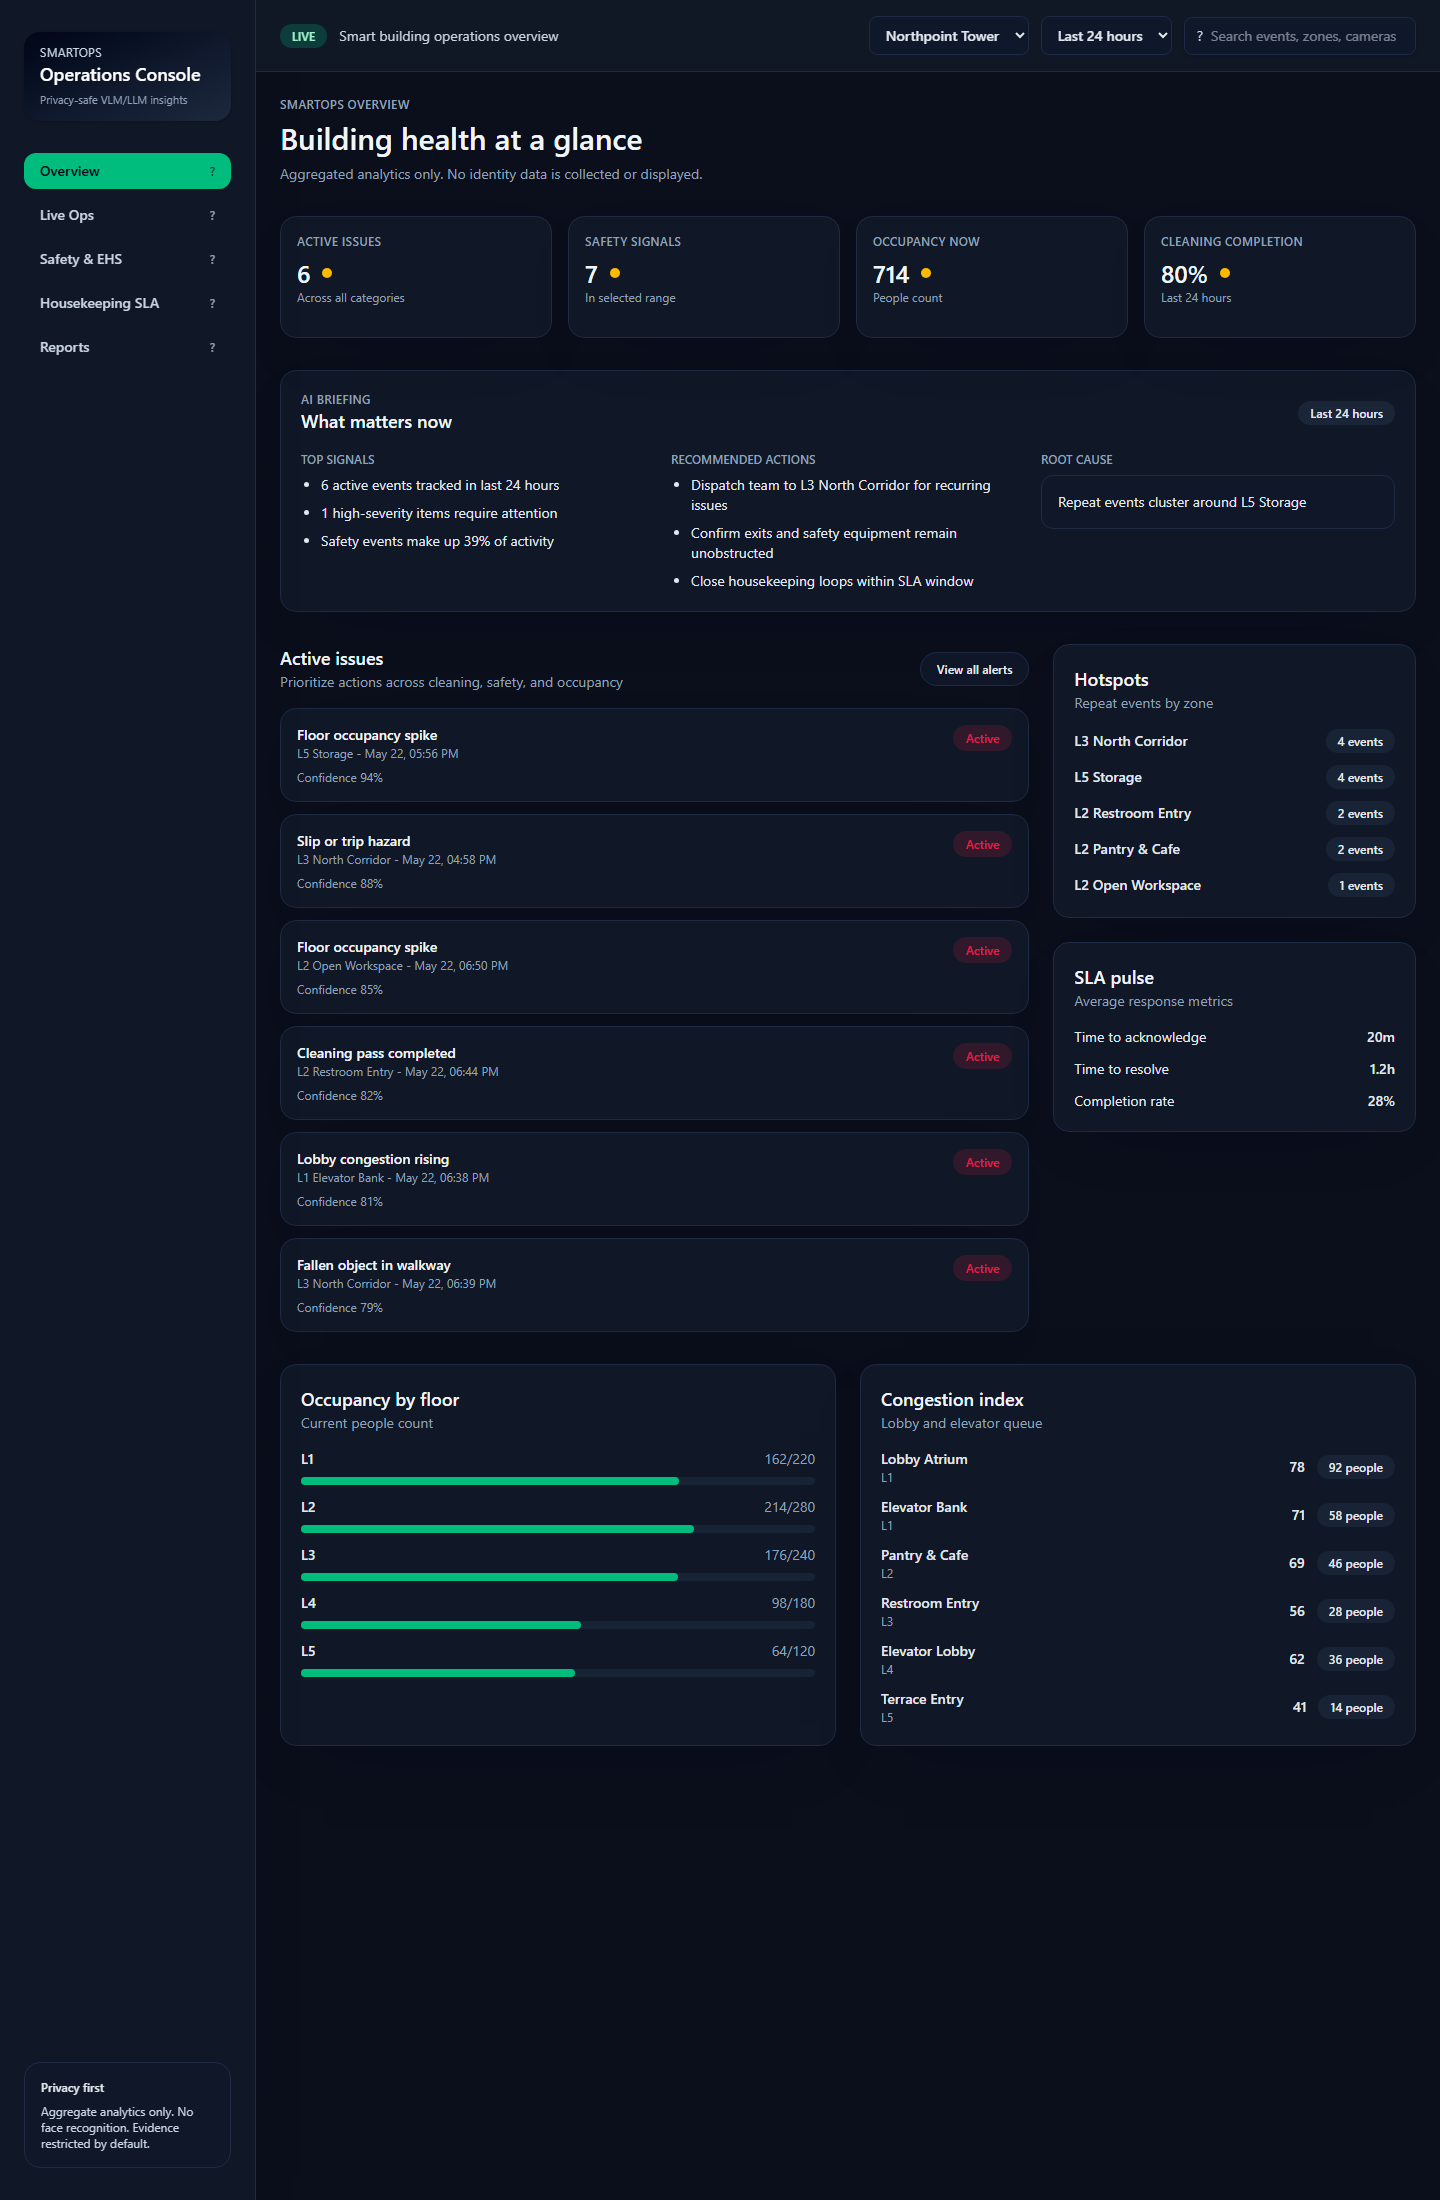 SMARTOPS
Operations Console
Privacy-safe VLM/LLM insights
Overview ?
Live Ops ?
Safety & EHS ?
Housekeeping SLA ?
Reports ?
Privacy first
Aggregate analytics only. No
face recognition. Evidence
restricted by default.
LIVE Smart building operations overview
Northpoint Tower
Last 24 hours
? Search events, zones, cameras
SMARTOPS OVERVIEW
Building health at a glance
Aggregated analytics only. No identity data is collected or displayed.
ACTIVE ISSUES
6
Across all categories
SAFETY SIGNALS
7
In selected range
OCCUPANCY NOW
714
People count
CLEANING COMPLETION
80%
Last 24 hours
AI BRIEFING
What matters now
Last 24 hours
TOP SIGNALS
• 6 active events tracked in last 24 hours
• 1 high-severity items require attention
• Safety events make up 39% of activity
RECOMMENDED ACTIONS
• Dispatch team to L3 North Corridor for recurring
issues
• Confirm exits and safety equipment remain
unobstructed
• Close housekeeping loops within SLA window
ROOT CAUSE
Repeat events cluster around L5 Storage
Active issues
Prioritize actions across cleaning, safety, and occupancy
View all alerts
Floor occupancy spike
L5 Storage - May 22, 05:56 PM
Confidence 94%
Active
Slip or trip hazard
L3 North Corridor - May 22, 04:58 PM
Confidence 88%
Active
Floor occupancy spike
L2 Open Workspace - May 22, 06:50 PM
Confidence 85%
Active
Cleaning pass completed
L2 Restroom Entry - May 22, 06:44 PM
Confidence 82%
Active
Lobby congestion rising
L1 Elevator Bank - May 22, 06:38 PM
Confidence 81%
Active
Fallen object in walkway
L3 North Corridor - May 22, 06:39 PM
Confidence 79%
Active
Hotspots
Repeat events by zone
L3 North Corridor 4 events
L5 Storage 4 events
L2 Restroom Entry 2 events
L2 Pantry & Cafe 2 events
L2 Open Workspace 1 events
SLA pulse
Average response metrics
Time to acknowledge 20m
Time to resolve 1.2h
Completion rate 28%
Occupancy by floor
Current people count
L1 162/220
L2 214/280
L3 176/240
L4 98/180
L5 64/120
Congestion index
Lobby and elevator queue
Lobby Atrium
L1
78 92 people
Elevator Bank
L1
71 58 people
Pantry & Cafe
L2
69 46 people
Restroom Entry
L3
56 28 people
Elevator Lobby
L4
62 36 people
Terrace Entry
L5
41 14 people